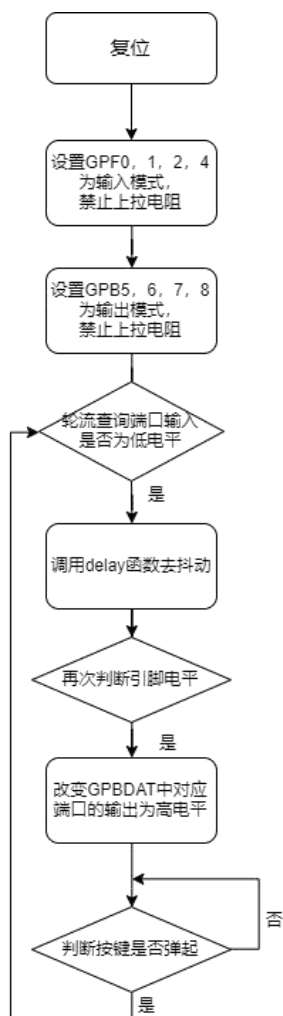 复位
设置GPF0，1，2，4
为输入模式，
禁止上拉电阻
设置GPB5，6，7，8
为输出模式，
禁止上拉电阻
轮流查询端口输入
是否为低电平
是
调用delay函数去抖动
再次判断引脚电平
是
改变GPBDAT中对应
端口的输出为高电平
否
判断按键是否弹起
是